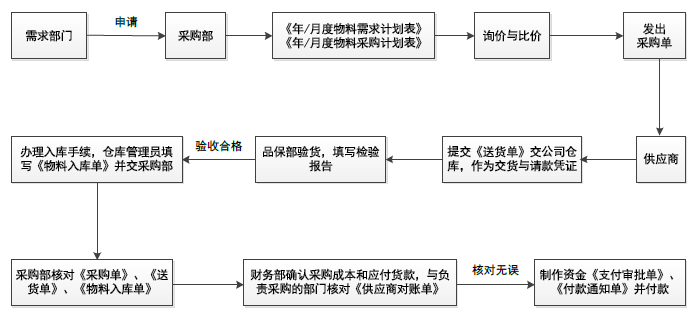 需求部门
申请
采购部
《年/月度物料需求计划表》
《年/月度物料采购计划表》
询价与比价
发出
采购单
供应商
提交《送货单》交公司仓
库，作为交货与请款凭证
品保部验货，填写检验
报告
验收合格
办理入库手续，仓库管理员填
写《物料入库单》并交采购部
采购部核对《采购单》、《送
货单》、《物料入库单》
财务部确认采购成本和应付货款，与负
责采购的部门核对《供应商对账单》
核对无误
制作资金《支付审批单》、
《付款通知单》并付款